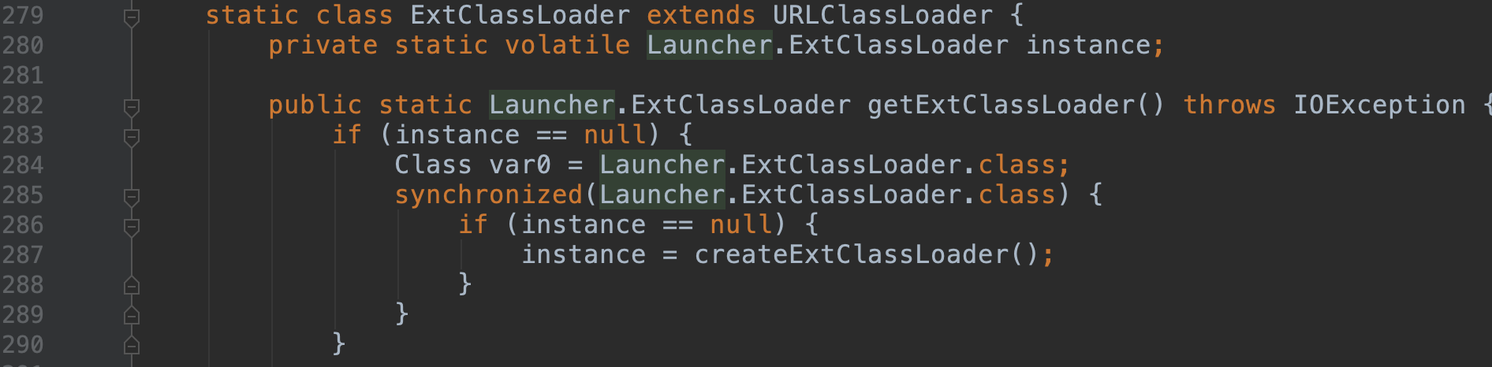 279 static class ExtClassLoader extends URLClassLoader {
280 private static volatile Launcher.ExtClassLoader instance;
281
282 public static Launcher.ExtClassLoader getExtClassLoader() throws IOException {
283 if (instance == null) {
284 Class var0 = Launcher.ExtClassLoader.class;
285 synchronized(Launcher.ExtClassLoader.class) {
286 if (instance == null) {
287 instance = createExtClassLoader();
288 }
289 }
290 }